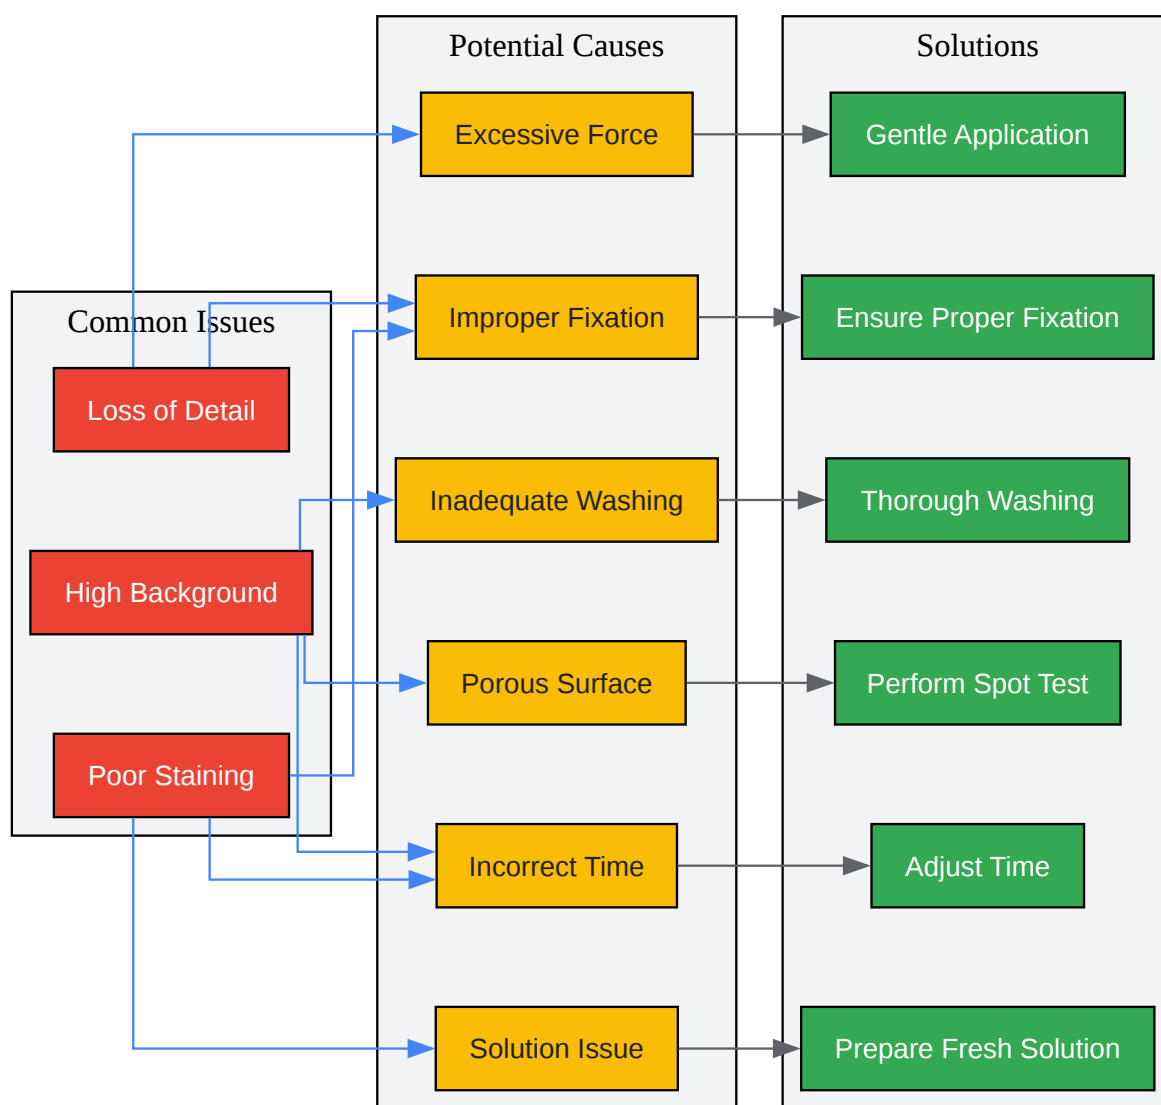 Potential Causes
Solutions
Excessive Force
Gentle Application
Improper Fixation
Ensure Proper Fixation
Common Issues
Loss of Detail
Inadequate Washing
Thorough Washing
High Background
Porous Surface
Perform Spot Test
Poor Staining
Incorrect Time
Adjust Time
Solution Issue
Prepare Fresh Solution